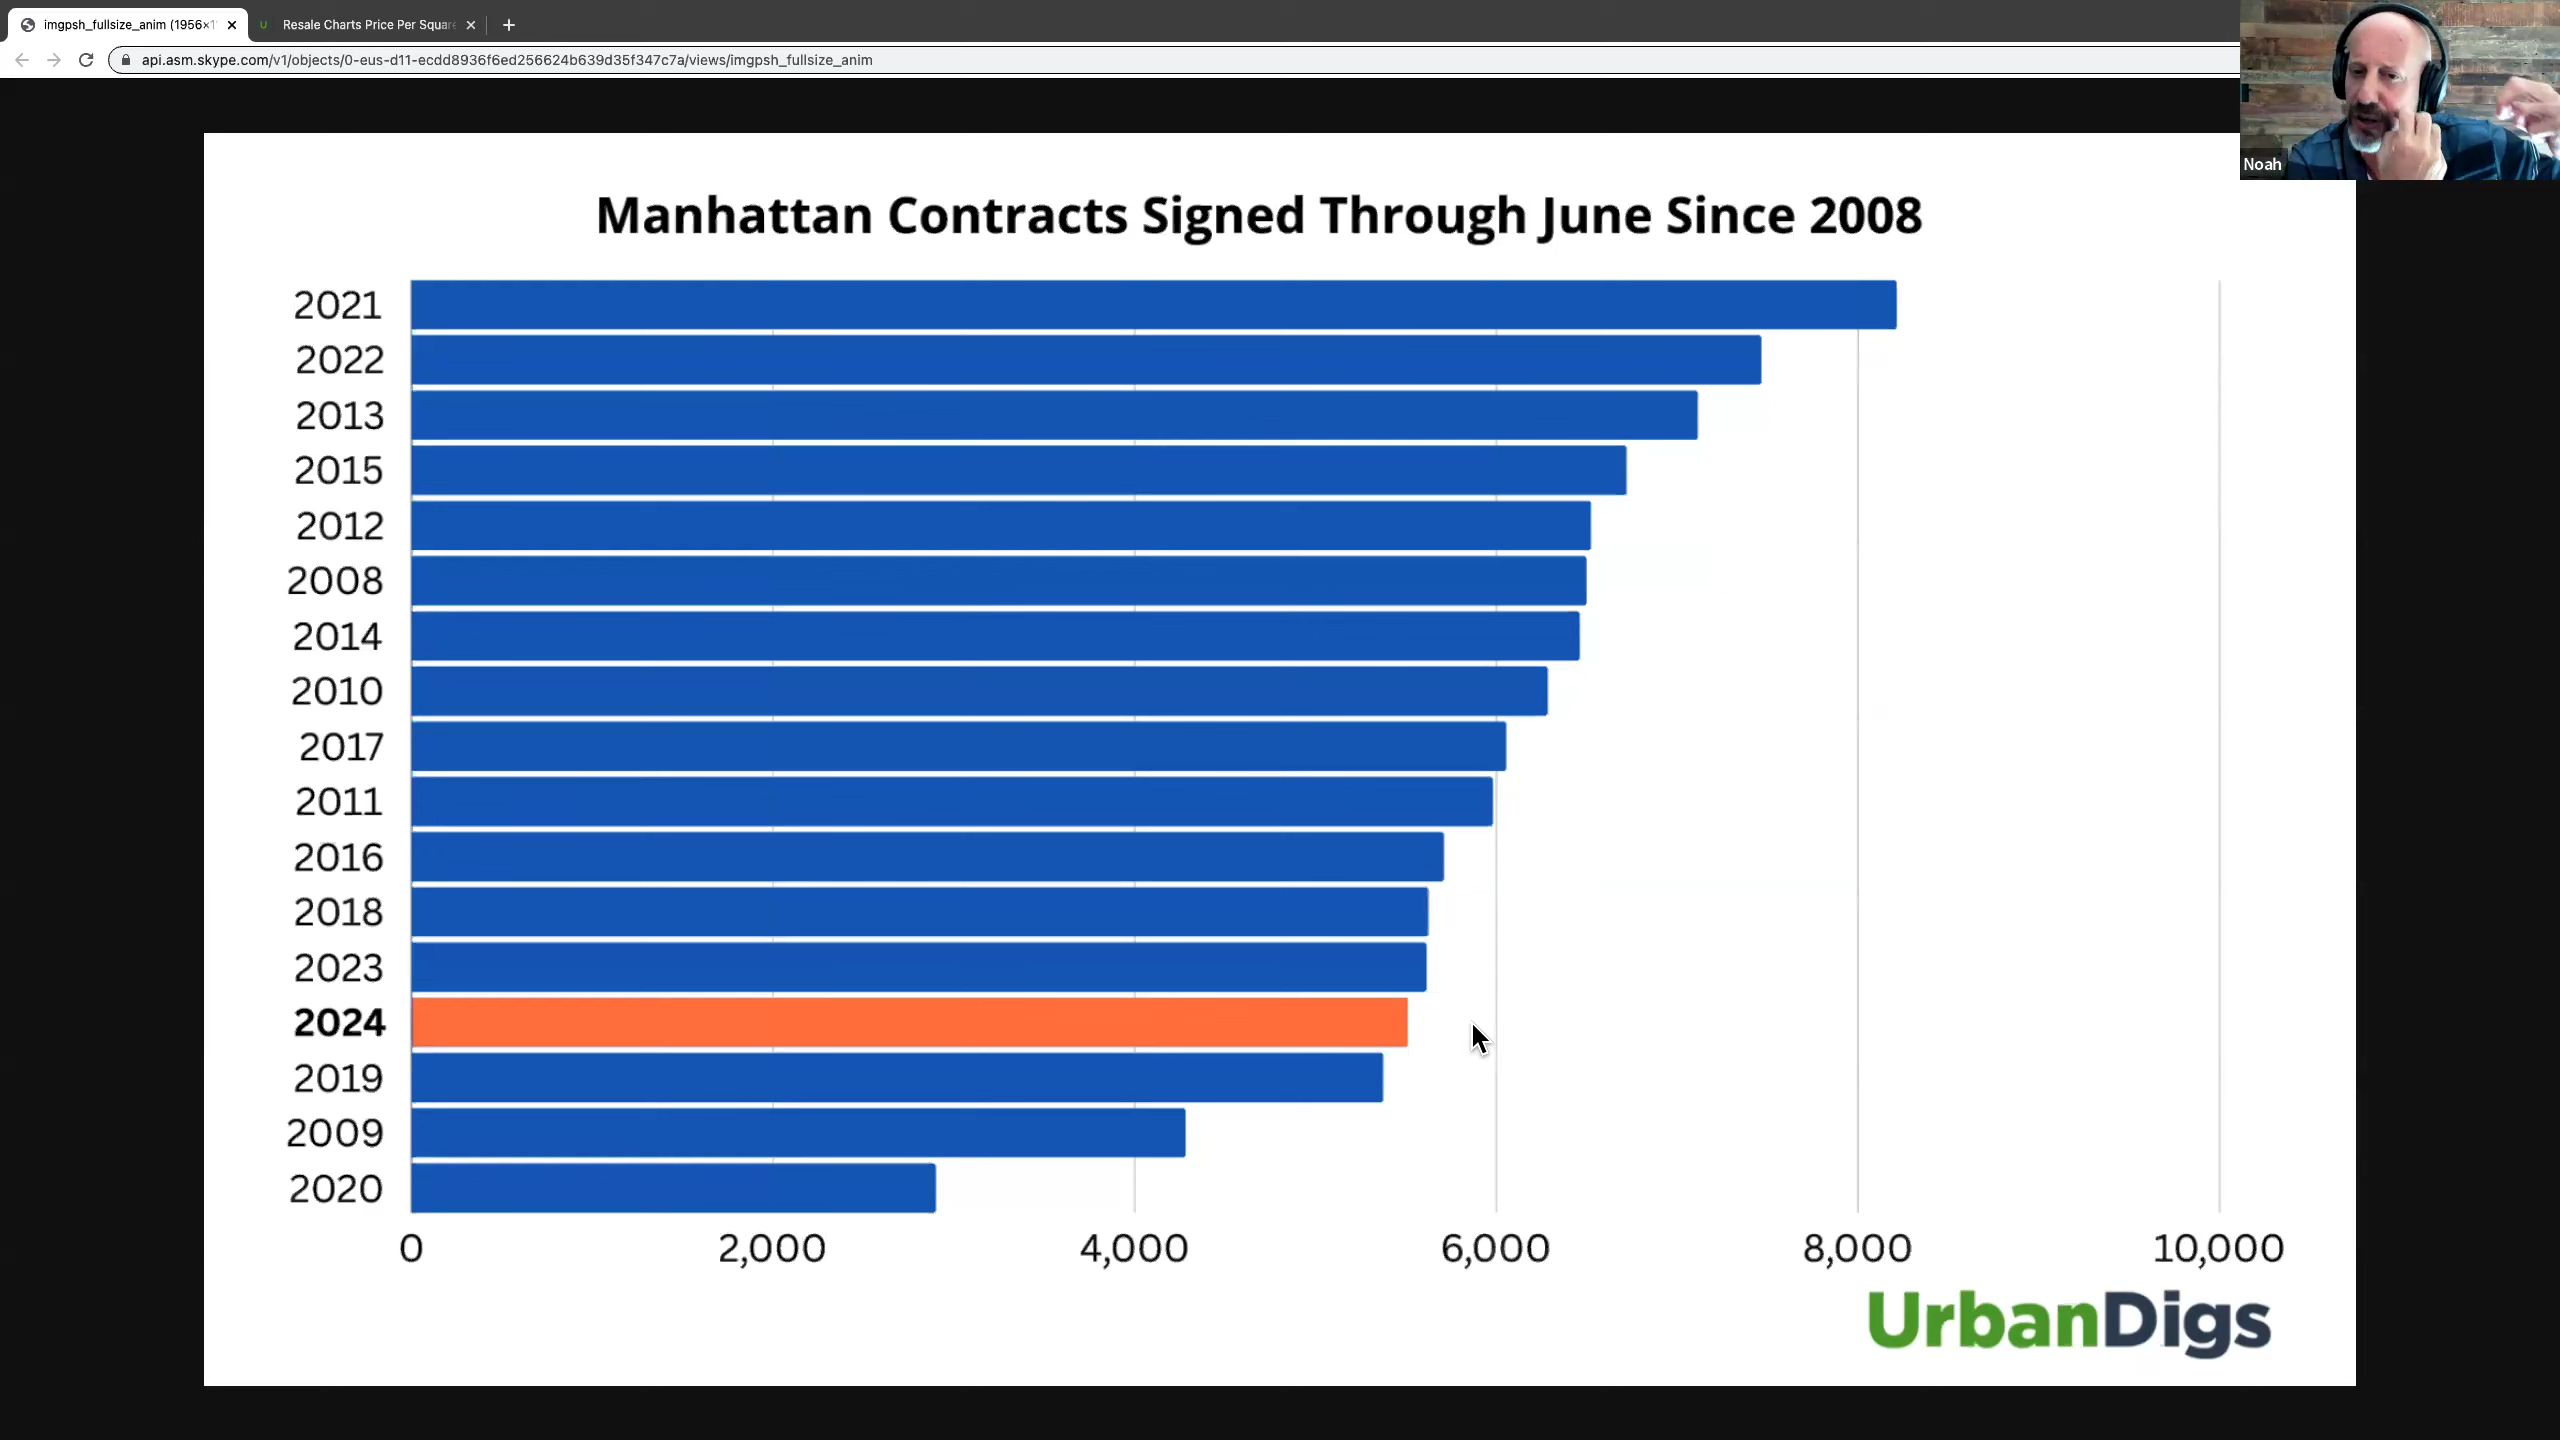 imgpsh_fullsize_anim (1956×1
Resale Charts Price Per Squar
api.asm.skype.com/v1/objects/0-eus-d11-ecdd8936f6ed256624b639d35f347c7a/views/imgpsh_fullsize_anim
Noah
Manhattan Contracts Signed Through June Since 2008
2021
2022
2013
2015
2012
2008
2014
2010
2017
2011
2016
2018
2023
2024
2019
2009
2020
0 2,000 4,000 6,000 8,000 10,000
UrbanDigs